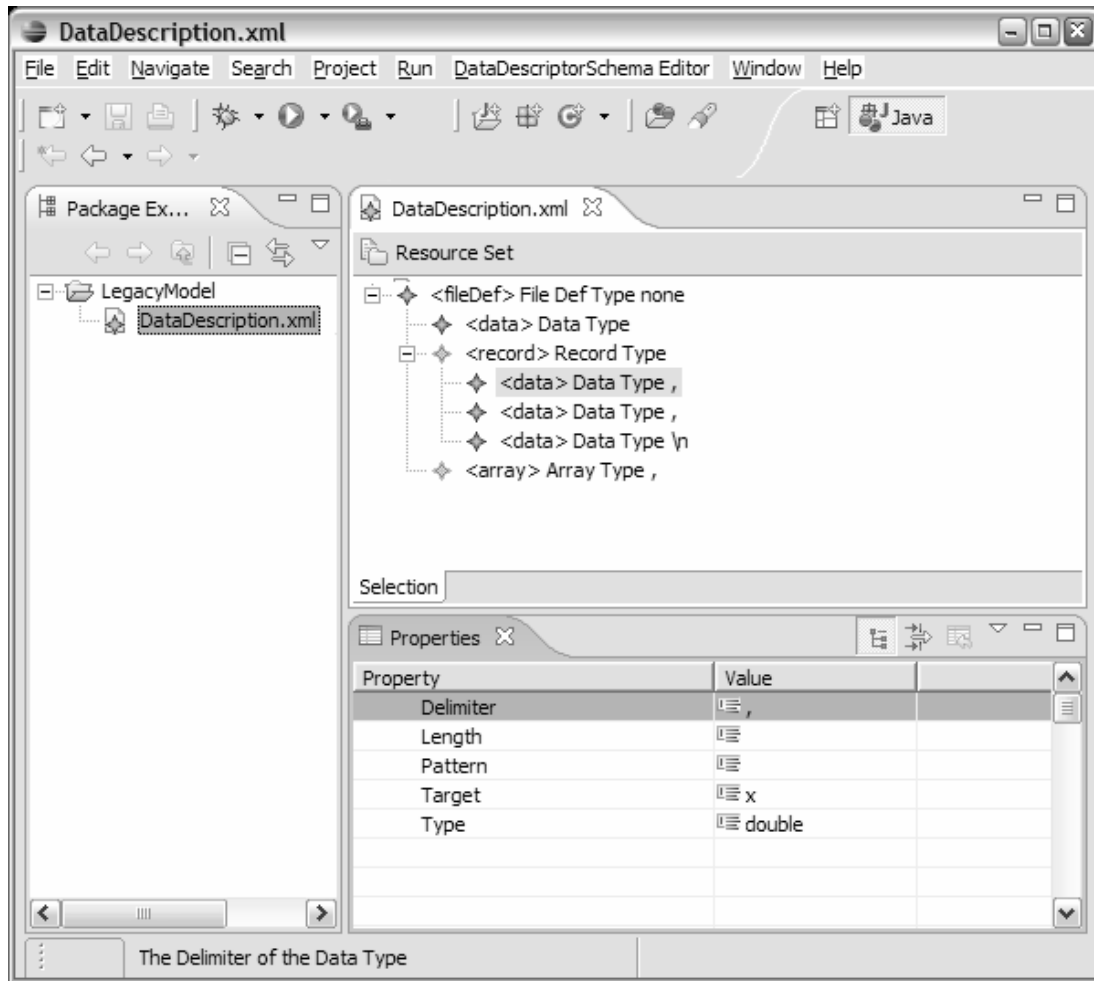 DataDescription.xml
File Edit Navigate Search Project Run DataDescriptorSchema Editor Window Help
Java
Package Ex...
LegacyModel
DataDescription.xml
DataDescription.xml
Resource Set
<fileDef> File Def Type none
<data> Data Type
<record> Record Type
<data> Data Type ,
<data> Data Type ,
<data> Data Type \n
<array> Array Type ,
Selection
Properties
Property Value
Delimiter ,
Length
Pattern
Target x
Type double
The Delimiter of the Data Type